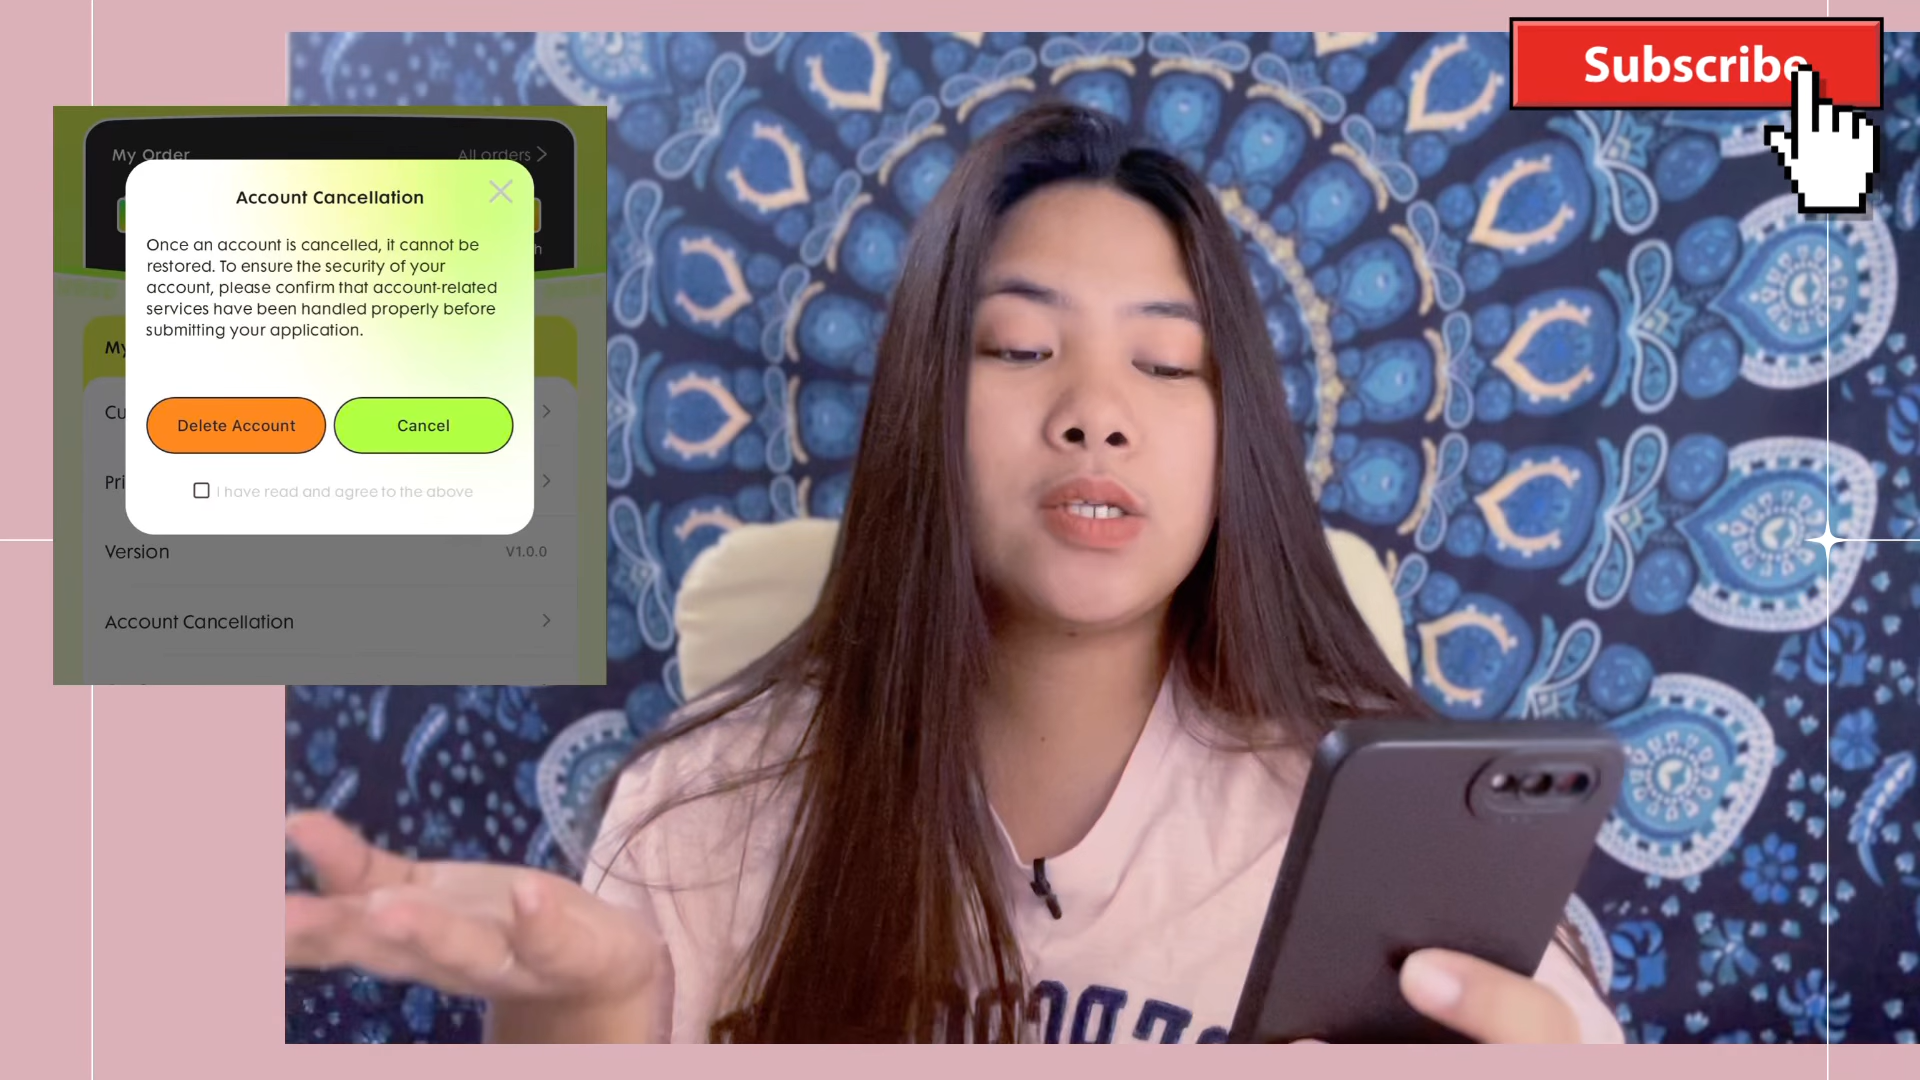 Subscribe
My Order
All orders
Account Cancellation
Once an account is cancelled, it cannot be
restored. To ensure the security of your
account, please confirm that account-related
services have been handled properly before
submitting your application.
Delete Account
Cancel
I have read and agree to the above
Version
V1.0.0
Account Cancellation